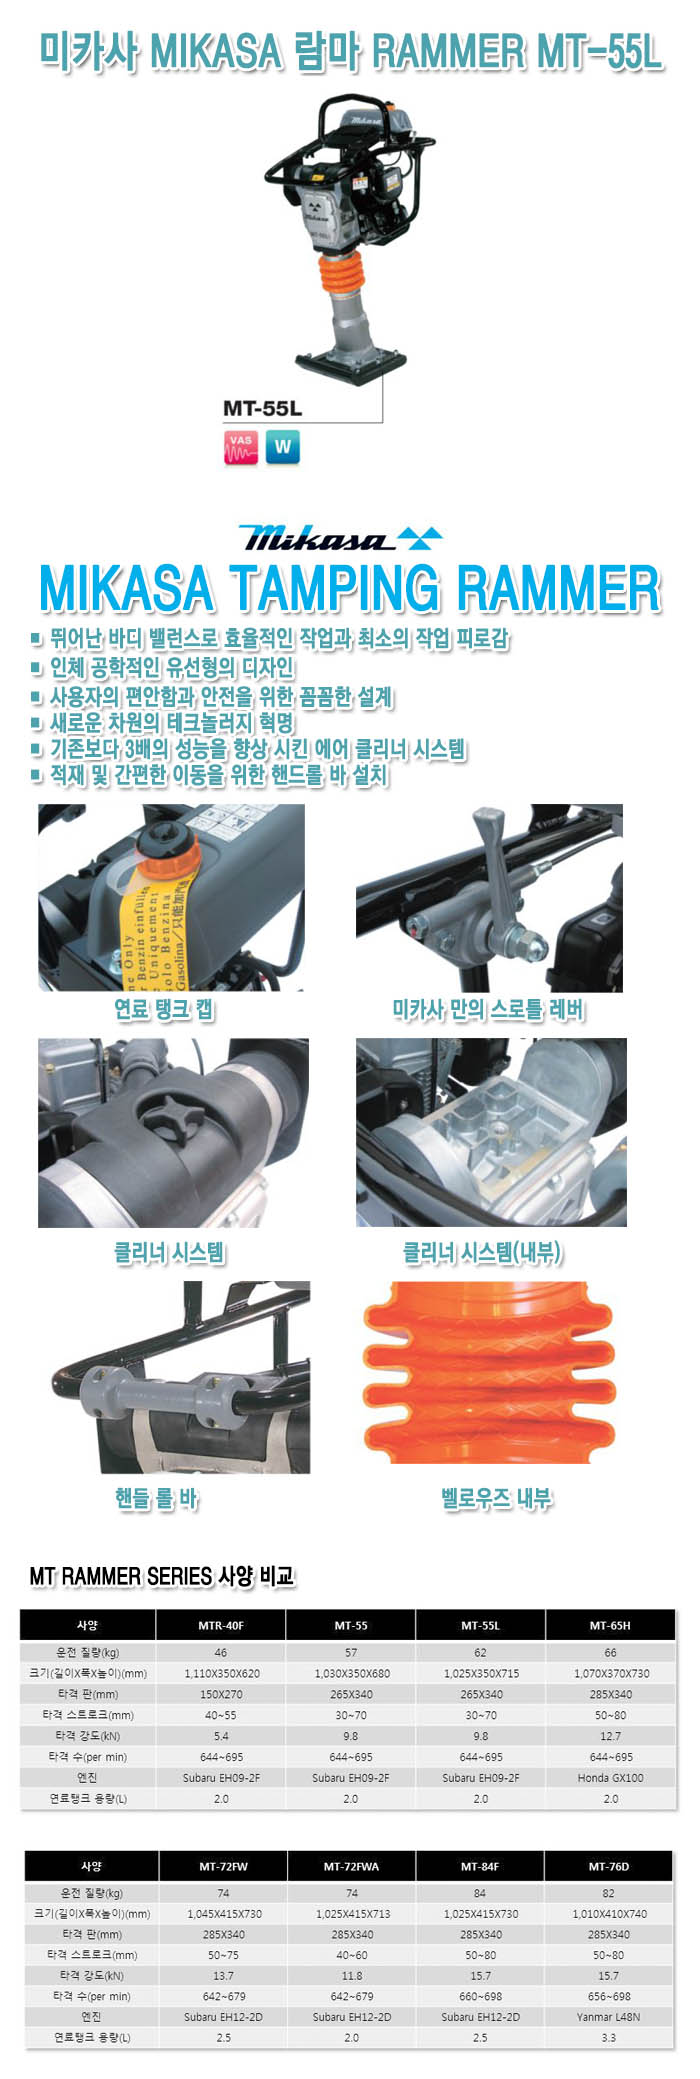 미카사 MIKASA 람마 RAMMER MT-55L
mikasa
mikasa
MT-55L
VAS W
mikasa
MIKASA TAMPING RAMMER
■ 뛰어난 바디 밸런스로 효율적인 작업과 최소의 작업 피로감
■ 인체 공학적인 유선형의 디자인
■ 사용자의 편안함과 안전을 위한 꼼꼼한 설계
■ 새로운 차원의 테크놀러지 혁명
■ 기존보다 3배의 성능을 향상 시킨 에어 클리너 시스템
■ 적재 및 간편한 이동을 위한 핸드롤 바 설치
ne Only
r Benzin einfüllen
e Uniquement
solo Benzina
Gasolina／只能加汽
연료 탱크 캡 미카사 만의 스로틀 레버
클리너 시스템 클리너 시스템(내부)
핸들 롤 바 벨로우즈 내부
MT RAMMER SERIES 사양 비교
사양 MTR-40F MT-55 MT-55L MT-65H
운전 질량(kg) 46 57 62 66
크기(길이X폭X높이)(mm) 1,110X350X620 1,030X350X680 1,025X350X715 1,070X370X730
타격 판(mm) 150X270 265X340 265X340 285X340
타격 스트로크(mm) 40~55 30~70 30~70 50~80
타격 강도(kN) 5.4 9.8 9.8 12.7
타격 수(per min) 644~695 644~695 644~695 644~695
엔진 Subaru EH09-2F Subaru EH09-2F Subaru EH09-2F Honda GX100
연료탱크 용량(L) 2.0 2.0 2.0 2.0
사양 MT-72FW MT-72FWA MT-84F MT-76D
운전 질량(kg) 74 74 84 82
크기(길이X폭X높이)(mm) 1,045X415X730 1,025X415X713 1,025X415X730 1,010X410X740
타격 판(mm) 285X340 285X340 285X340 285X340
타격 스트로크(mm) 50~75 40~60 50~80 50~80
타격 강도(kN) 13.7 11.8 15.7 15.7
타격 수(per min) 642~679 642~679 660~698 656~698
엔진 Subaru EH12-2D Subaru EH12-2D Subaru EH12-2D Yanmar L48N
연료탱크 용량(L) 2.5 2.0 2.5 3.3